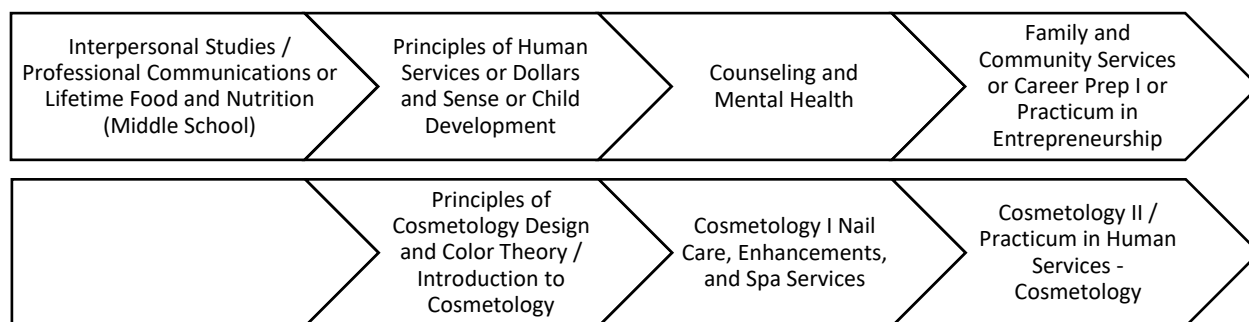 Interpersonal Studies /
Professional Communications or
Lifetime Food and Nutrition
(Middle School)
Principles of Human
Services or Dollars
and Sense or Child
Development
Counseling and
Mental Health
Family and
Community Services
or Career Prep I or
Practicum in
Entrepreneurship
Principles of
Cosmetology Design
and Color Theory /
Introduction to
Cosmetology
Cosmetology I Nail
Care, Enhancements,
and Spa Services
Cosmetology II /
Practicum in Human
Services -
Cosmetology